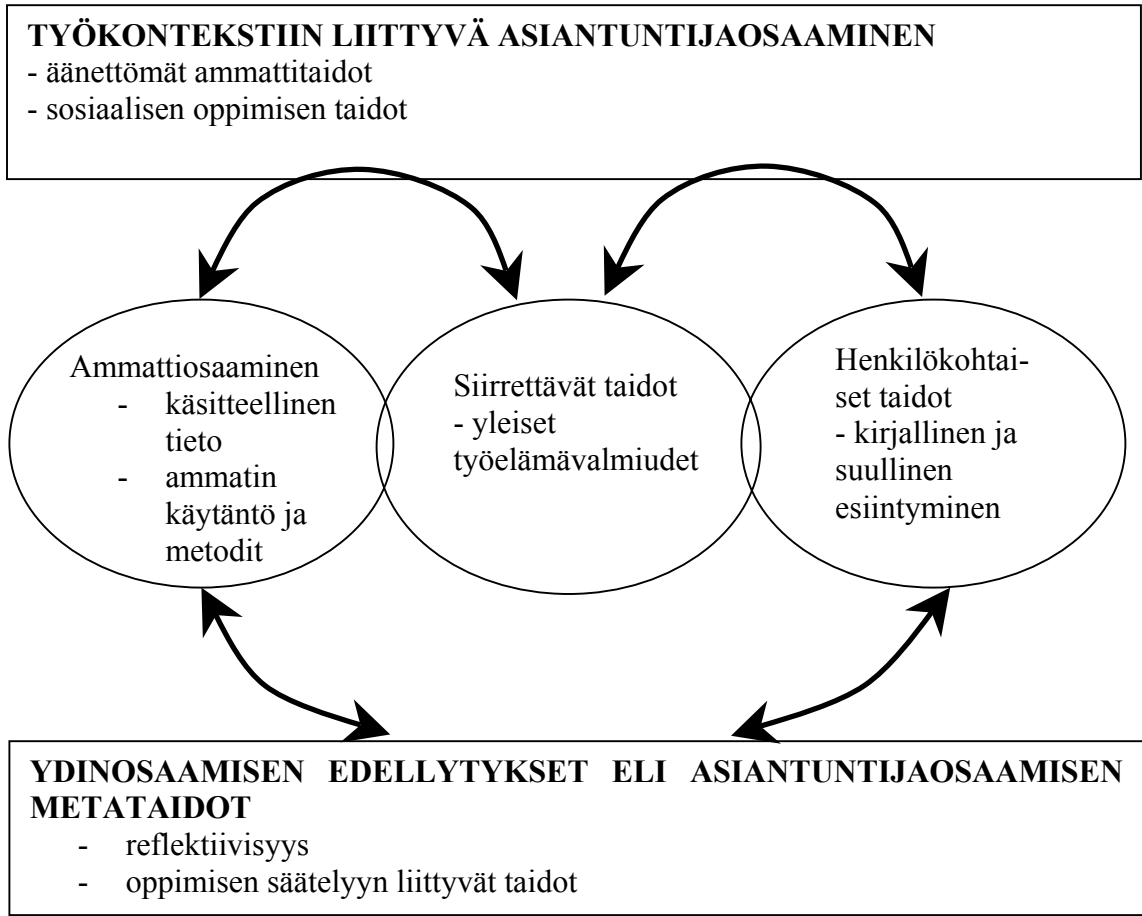 TYÖKONTEKSTIIN LIITTYVÄ ASIANTUNTIJAOSAAMINEN
- äänettömät ammattitaidot
- sosiaalisen oppimisen taidot
Ammattiosaaminen
- käsitteellinen
tieto
- ammatin
käytäntö ja
metodit
Siirrettävät taidot
- yleiset
työelämävalmiudet
Henkilökohtai-
set taidot
- kirjallinen ja
suullinen
esiintyminen
YDINOSAAMISEN EDELLYTYKSET ELI ASIANTUNTIJAOSAAMISEN
METATAIDOT
- reflektiivisyys
- oppimisen säätelyyn liittyvät taidot